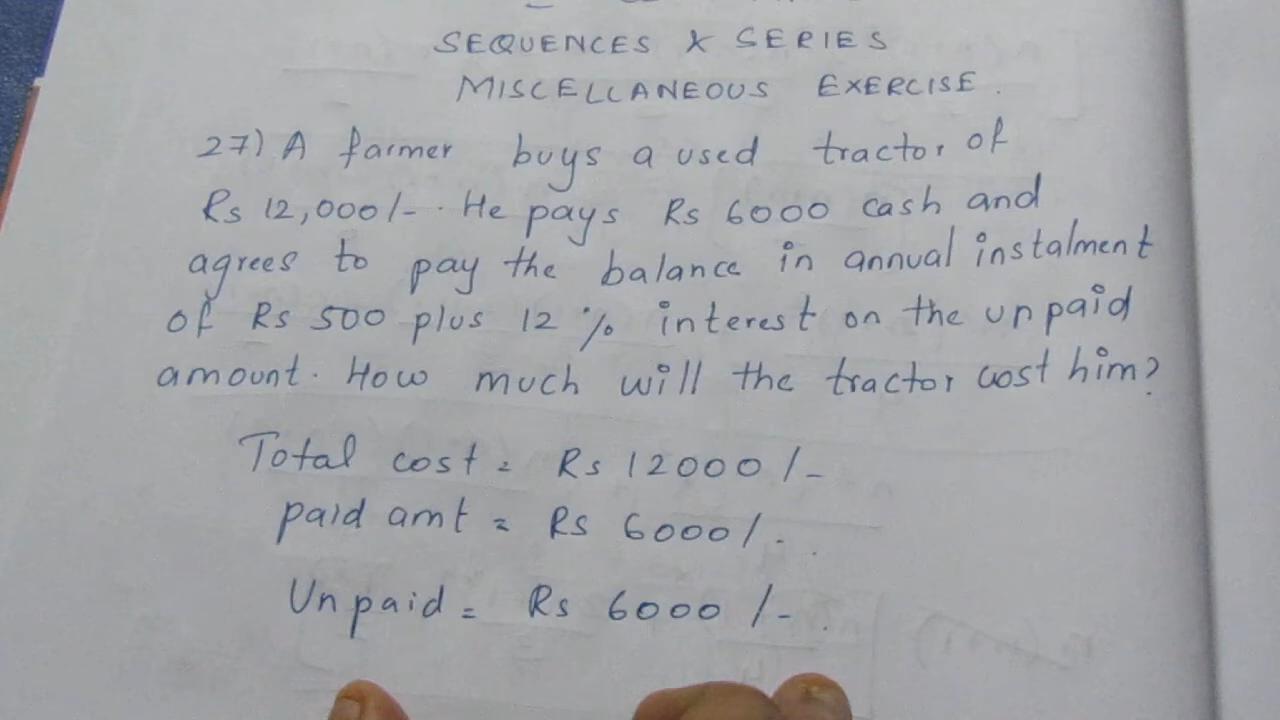 SEQUENCES & SERIES
MISCELLANEOUS EXERCISE.
27) A farmer buys a used tractor of
Rs 12,000/-. He pays Rs 6000 cash and
agrees to pay the balance in annual instalment
of Rs 500 plus 12 % interest on the unpaid
amount. How much will the tractor cost him?
Total cost = Rs 12000/-
paid amt = Rs 6000/.
Unpaid = Rs 6000/-.